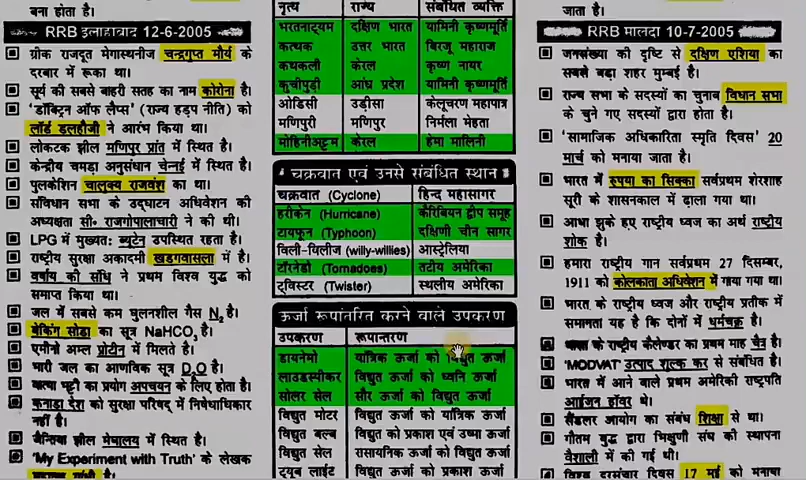 बना होता है।
RRB इलाहाबाद 12-6-2005
ग्रीक राजदूत मेगास्थनीज चन्द्रगुप्त मौर्य के
दरबार में रूका था।
सूर्य की सबसे बाहरी सतह का नाम कोरोना है।
'डॉक्ट्रिन ऑफ लैप्स' (राज्य हड़प नीति) को
लॉर्ड डलहौजी ने आरंभ किया था।
लोकटक झील मणिपुर प्रांत में स्थित है।
केन्द्रीय चमड़ा अनुसंधान चेन्नई में स्थित है।
पुलकेशिन चालुक्य राजवंश का था।
संविधान सभा के उद्घाटन अधिवेशन की
अध्यक्षता सी॰ राजगोपालाचारी ने की थी।
LPG में मुख्यत: ब्यूटेन उपस्थित रहता है।
राष्ट्रीय सुरक्षा अकादमी खडगवासला में है।
वर्साय की संधि ने प्रथम विश्व युद्ध को
समाप्त किया था।
जल में सबसे कम घुलनशील गैस N₂ है।
बेकिंग सोडा का सूत्र NaHCO₃ है।
एमीनो अम्ल प्रोटीन में मिलते है।
भारी जल का आणविक सूत्र D₂O है।
वात्या भट्टी का प्रयोग अपचयन के लिए होता है।
कनाडा देश को सुरक्षा परिषद् में निषेधाधिकार
नहीं है।
झील मेघालय में स्थित है।
'My Experiment with Truth' के लेखक
नृत्य राज्य संबंधित व्यक्ति
भरतनाट्यम दक्षिण भारत यामिनी कृष्णमूर्ति
कत्थक उत्तर भारत बिरजू महाराज
कथकली केरल कृष्ण नायर
कूचीपुड़ी आंध्र प्रदेश यामिनी कृष्णमूर्ति
ओडिसी उड़ीसा केलूचरण महापात्र
मणिपुरी मणिपुर निर्मला मेहता
मोहिनीअट्टम केरल हेमा मालिनी
चक्रवात एवं उनसे संबंधित स्थान
चक्रवात (Cyclone) हिन्द महासागर
हरीकेन (Hurricane) कैरिबियन द्वीप समूह
टायफून (Typhoon) दक्षिणी चीन सागर
विली-विलीज (willy-willies) आस्ट्रेलिया
टॉरनेडो (Tornadoes) तटीय अमेरिका
ट्विस्टर (Twister) स्थलीय अमेरिका
ऊर्जा रूपांतरित करने वाले उपकरण
उपकरण रूपान्तरण
डायनेमो यांत्रिक ऊर्जा को विद्युत ऊर्जा
लाउडस्पीकर विद्युत ऊर्जा को ध्वनि ऊर्जा
सोलर सेल सौर ऊर्जा को विद्युत ऊर्जा
विद्युत मोटर विद्युत ऊर्जा को यांत्रिक ऊर्जा
विद्युत बल्ब विद्युत को प्रकाश एवं उष्मा ऊर्जा
विद्युत सेल रासायनिक ऊर्जा को विद्युत ऊर्जा
ट्यूब लाईट विद्युत ऊर्जा को प्रकाश ऊर्जा
जाता है।
RRB मालदा 10-7-2005
जनसंख्या की दृष्टि से दक्षिण एशिया का
सबसे बड़ा शहर मुम्बई है।
राज्य सभा के सदस्यों का चुनाव विधान सभा
के चुने गए सदस्यों द्वारा होता है।
'सामाजिक अधिकारिता स्मृति दिवस' 20
मार्च को मनाया जाता है।
भारत में रुपया का सिक्का सर्वप्रथम शेरशाह
सूरी के शासनकाल में ढ़ाला गया था।
आधा झुके हुए राष्ट्रीय ध्वज का अर्थ राष्ट्रीय
शोक है।
हमारा राष्ट्रीय गान सर्वप्रथम 27 दिसम्बर,
1911 को कोलकाता अधिवेशन में गाया गया था।
भारत के राष्ट्रीय ध्वज और राष्ट्रीय प्रतीक में
समानता यह है कि दोनों में धर्मचक्र है।
भारत के राष्ट्रीय कैलेण्डर का प्रथम माह चैत्र है।
'MODVAT' उत्पाद शुल्क कर से संबंधित है।
भारत में आने वाले प्रथम अमेरिकी राष्ट्रपति
आईजन हॉवर थे।
सैंडलर आयोग का संबंध शिक्षा से था।
गौतम बुद्ध द्वारा भिक्षुणी संघ की स्थापना
वैशाली में की गई थी।
विश्व दूरसंचार दिवस 17 मई को मनाया